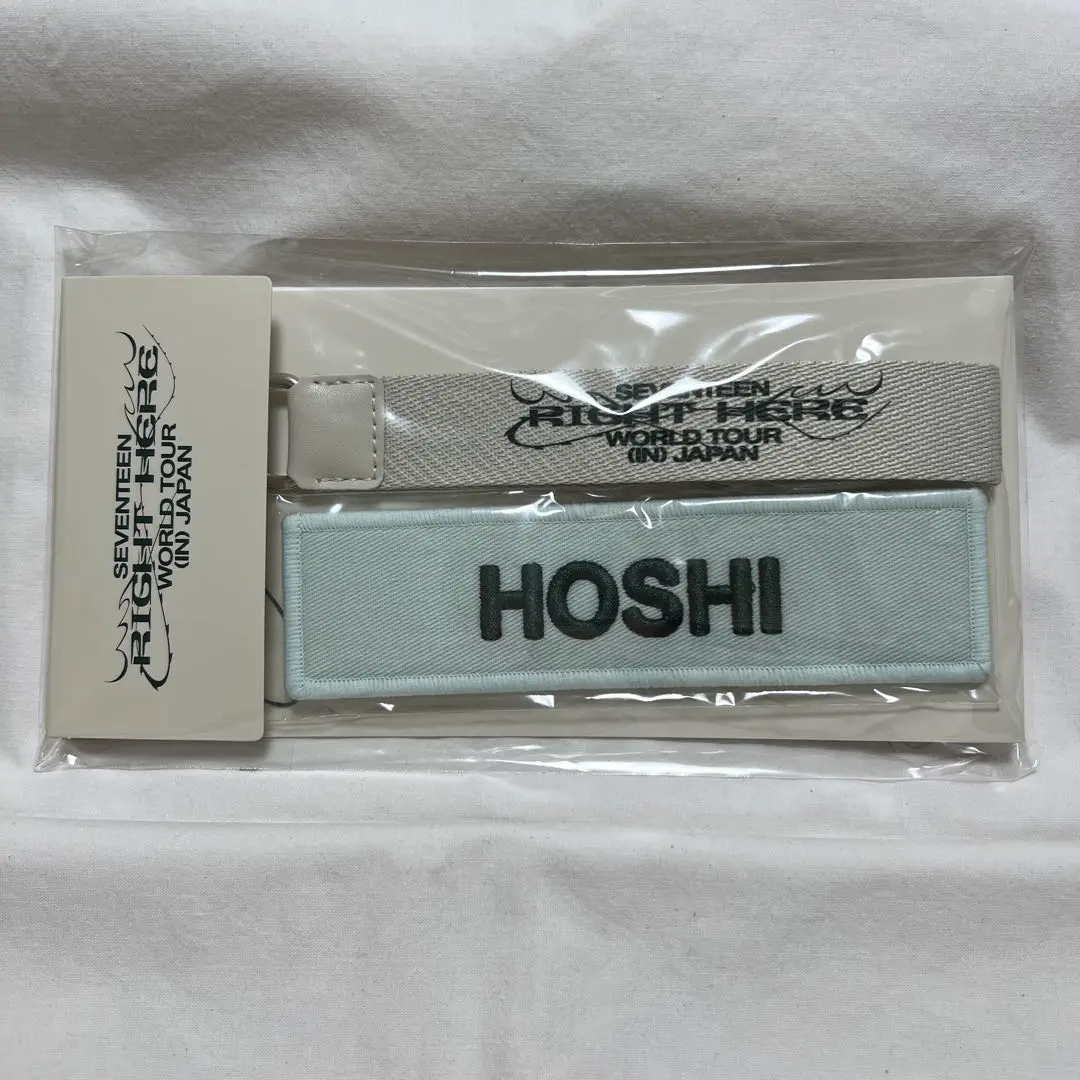 SEVENTEEN
RIGHT HERE
WORLD TOUR
(IN) JAPAN
SEVENTEEN
RIGHT HERE
WORLD TOUR
(IN) JAPAN
HOSHI